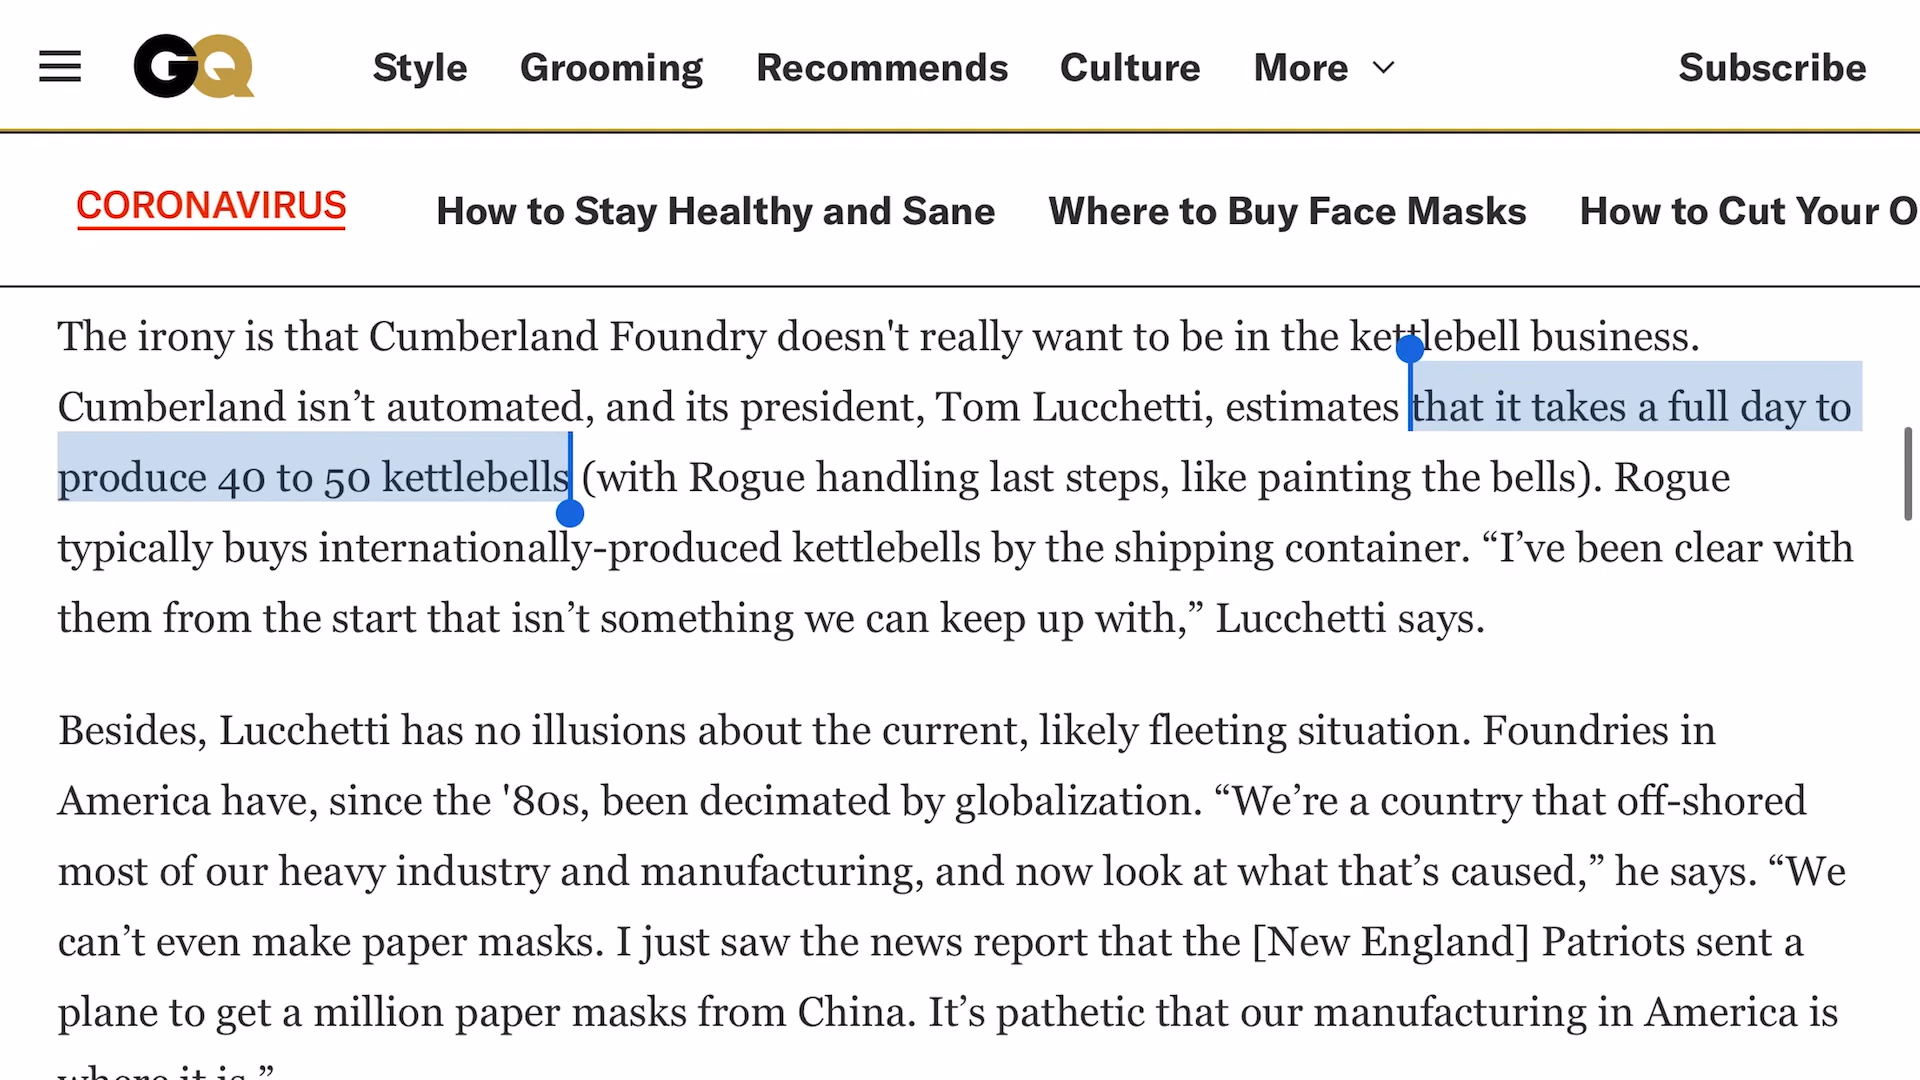 GQ
Style Grooming Recommends Culture More Subscribe
CORONAVIRUS How to Stay Healthy and Sane Where to Buy Face Masks How to Cut Your O
The irony is that Cumberland Foundry doesn't really want to be in the kettlebell business.
Cumberland isn’t automated, and its president, Tom Lucchetti, estimates that it takes a full day to
produce 40 to 50 kettlebells (with Rogue handling last steps, like painting the bells). Rogue
typically buys internationally-produced kettlebells by the shipping container. “I’ve been clear with
them from the start that isn’t something we can keep up with,” Lucchetti says.
Besides, Lucchetti has no illusions about the current, likely fleeting situation. Foundries in
America have, since the '80s, been decimated by globalization. “We’re a country that off-shored
most of our heavy industry and manufacturing, and now look at what that’s caused,” he says. “We
can’t even make paper masks. I just saw the news report that the [New England] Patriots sent a
plane to get a million paper masks from China. It’s pathetic that our manufacturing in America is
where it is.”